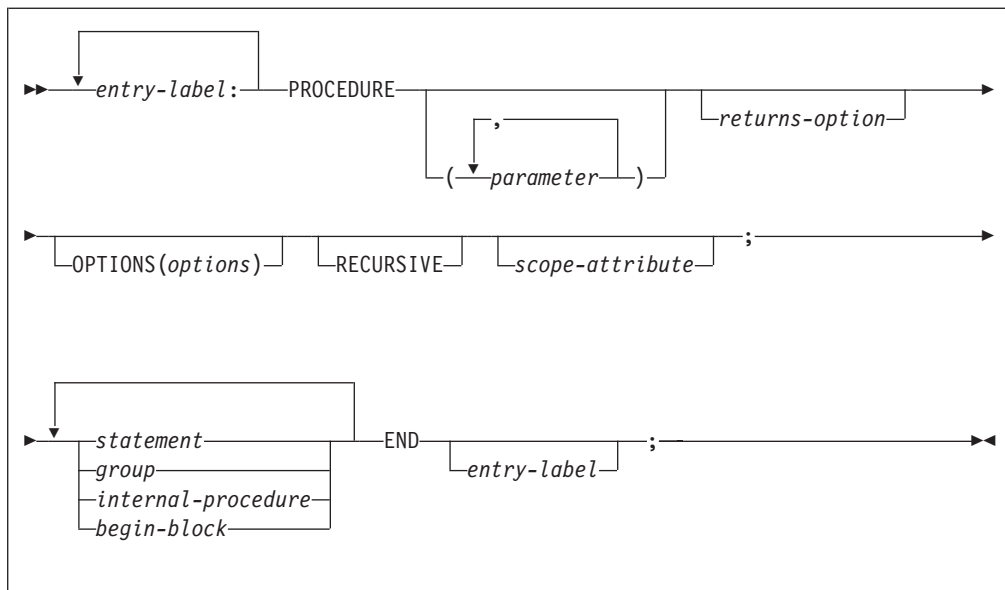 entry-label: PROCEDURE
,
( parameter )
returns-option
OPTIONS(options)
RECURSIVE
scope-attribute
;
statement
group
internal-procedure
begin-block
END
entry-label
;